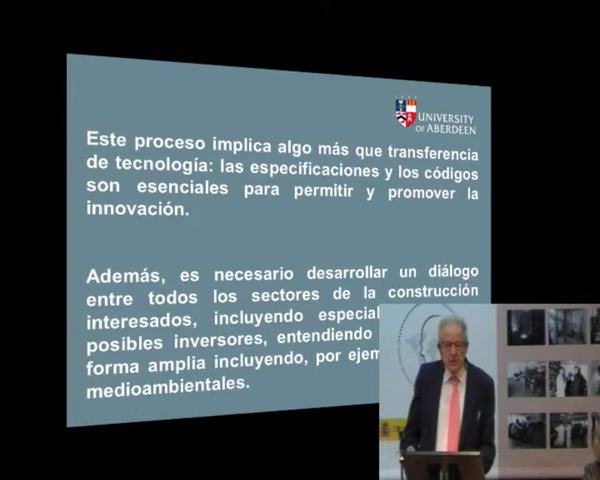 UNIVERSITY
OF ABERDEEN
Este proceso implica algo más que transferencia
de tecnología: las especificaciones y los códigos
son esenciales para permitir y promover la
innovación.
Además, es necesario desarrollar un diálogo
entre todos los sectores de la construcción
interesados, incluyendo
posibles inversores, entendiendo
forma amplia incluyendo, por
medioambientales.